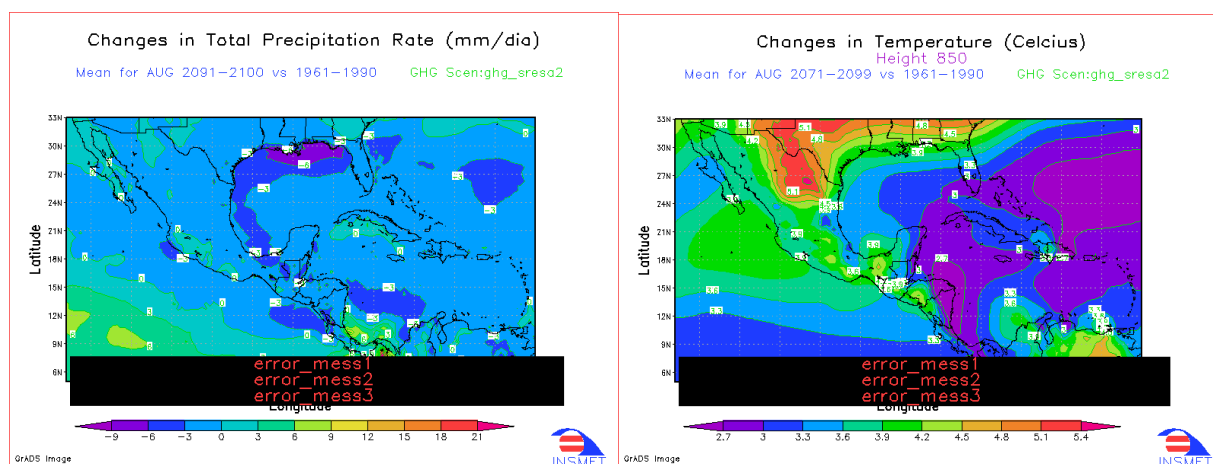 Changes in Total Precipitation Rate (mm/dia)
Mean for AUG 2091-2100 vs 1961-1990 GHG Scen:ghg_sresa2
Latitude
33N
30N
27N
24N
21N
18N
15N
12N
9N
6N
error_mess1
error_mess2
error_mess3
Longitude
-9 -6 -3 0 3 6 9 12 15 18 21
GrADS Image
INSMET
Changes in Temperature (Celcius)
Height 850
Mean for AUG 2071-2099 vs 1961-1990 GHG Scen:ghg_sresa2
Latitude
33N
30N
27N
24N
21N
18N
15N
12N
9N
6N
error_mess1
error_mess2
error_mess3
Longitude
2.7 3 3.3 3.6 3.9 4.2 4.5 4.8 5.1 5.4
GrADS Image
INSMET